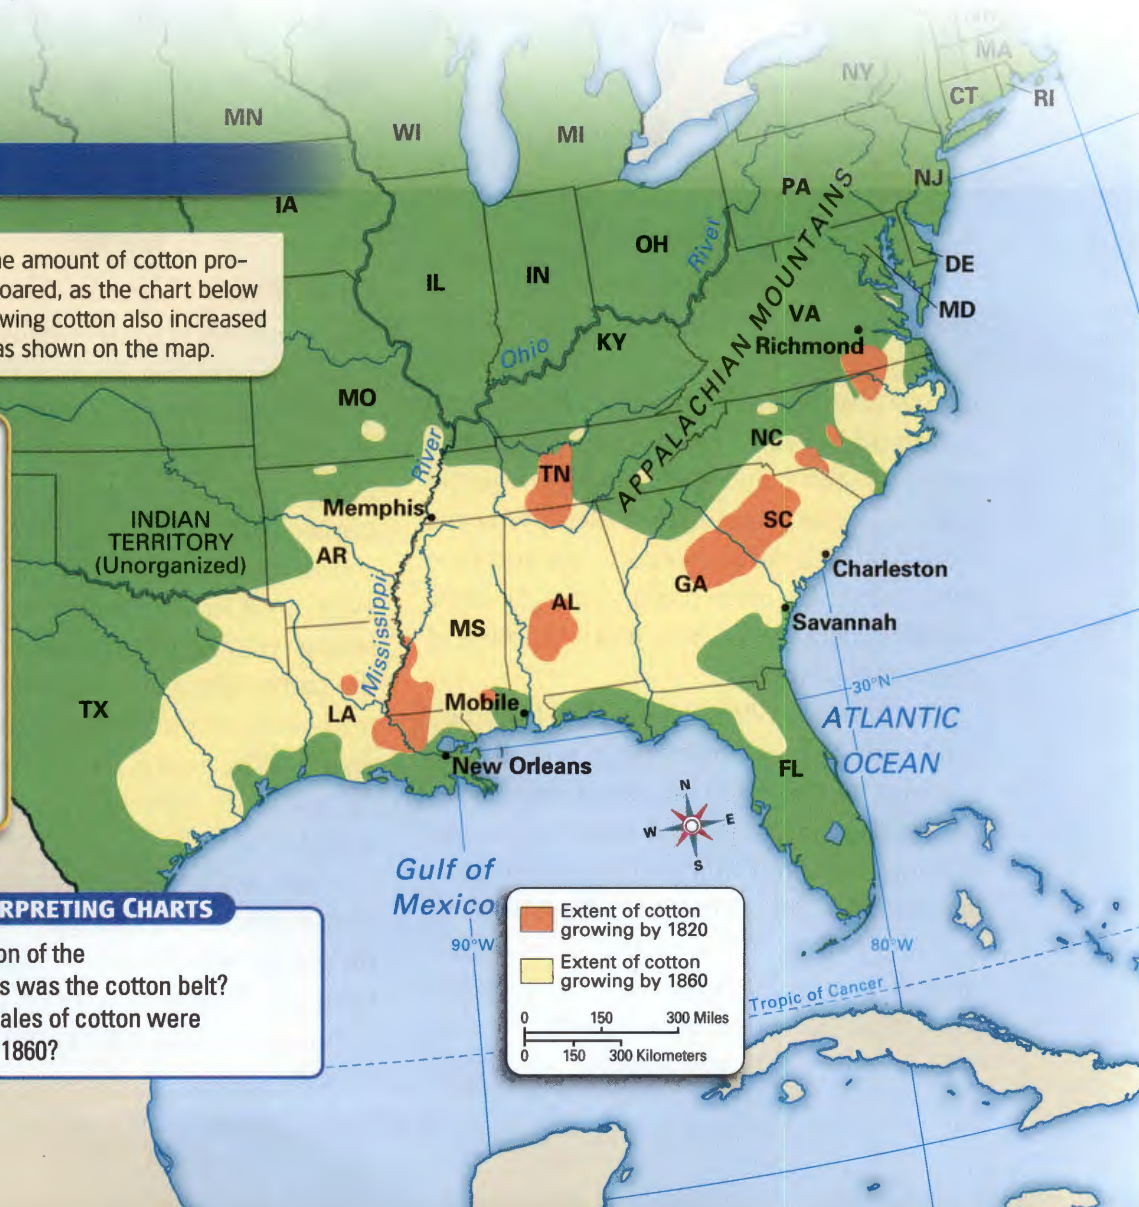 MN
WI
MI
NY
MA
CT
RI
IA
PA
NJ
ne amount of cotton pro-
oared, as the chart below
wing cotton also increased
as shown on the map.
IL
IN
OH
River
DE
MD
VA
Richmond
APPALACHIAN MOUNTAINS
Ohio
KY
MO
NC
River
TN
Memphis
INDIAN
TERRITORY
(Unorganized)
AR
SC
Charleston
GA
Mississippi
AL
MS
Savannah
TX
LA
Mobile
New Orleans
30°N
ATLANTIC
OCEAN
FL
N
W
E
S
Gulf of
Mexico
90°W
80°W
Tropic of Cancer
RPRETING CHARTS
on of the
s was the cotton belt?
ales of cotton were
1860?
Extent of cotton
growing by 1820
Extent of cotton
growing by 1860
0 150 300 Miles
0 150 300 Kilometers